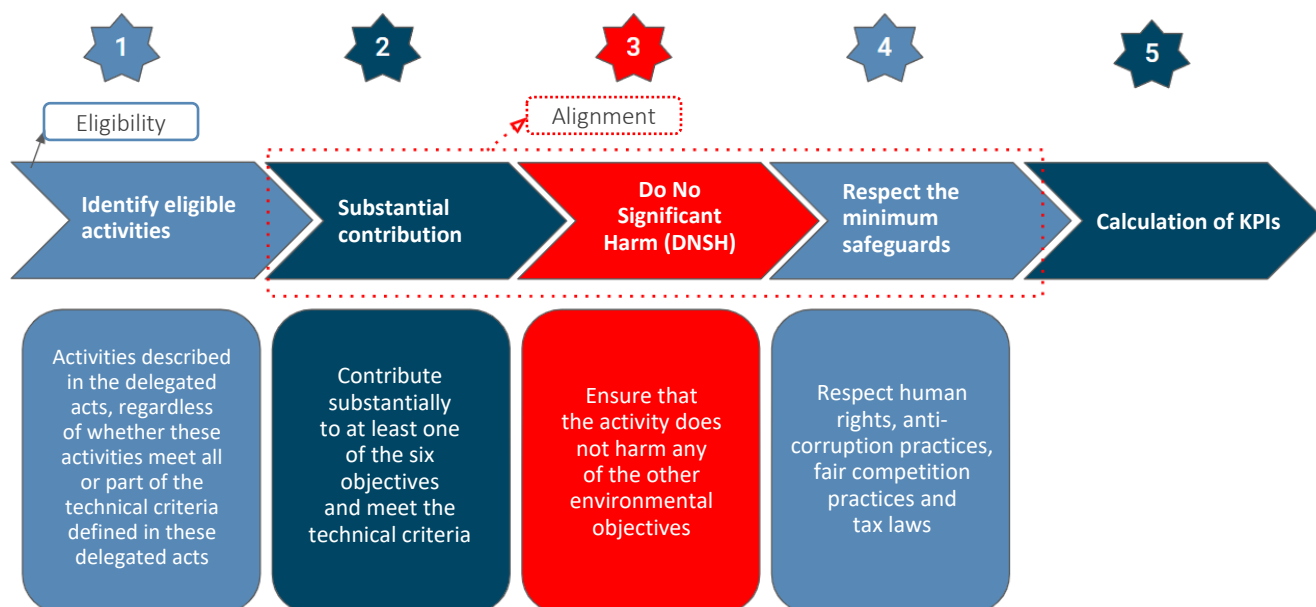 1
2
3
4
5
Eligibility
Alignment
Identify eligible
activities
Substantial
contribution
Do No
Significant
Harm (DNSH)
Respect the
minimum
safeguards
Calculation of KPIs
Activities described
in the delegated
acts, regardless
of whether these
activities meet all
or part of the
technical criteria
defined in these
delegated acts
Contribute
substantially
to at least one
of the six
objectives
and meet the
technical criteria
Ensure that
the activity does
not harm any
of the other
environmental
objectives
Respect human
rights, anti-
corruption practices,
fair competition
practices and
tax laws